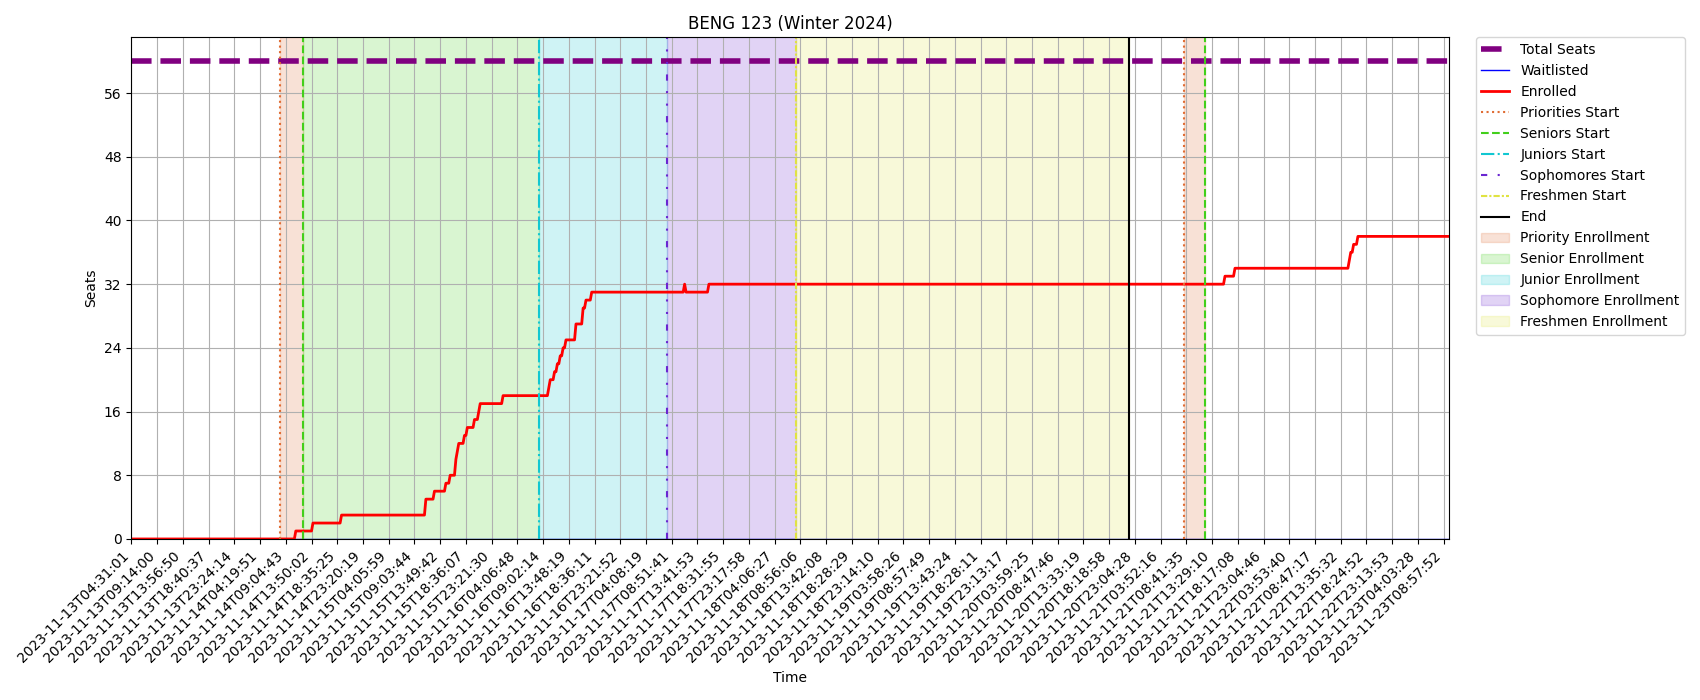 BENG 123 (Winter 2024)
Seats
56
48
40
32
24
16
8
0
2023-11-13T04:31:01
2023-11-13T09:14:00
2023-11-13T13:56:50
2023-11-13T18:40:37
2023-11-13T23:24:14
2023-11-14T04:19:51
2023-11-14T09:04:43
2023-11-14T13:50:02
2023-11-14T18:35:25
2023-11-14T23:20:19
2023-11-15T04:05:59
2023-11-15T09:03:44
2023-11-15T13:49:42
2023-11-15T18:36:07
2023-11-15T23:21:30
2023-11-16T04:06:48
2023-11-16T09:02:14
2023-11-16T13:48:19
2023-11-16T18:36:11
2023-11-16T23:21:52
2023-11-17T04:08:19
2023-11-17T08:51:41
2023-11-17T13:41:53
2023-11-17T18:31:55
2023-11-17T23:17:58
2023-11-18T04:06:27
2023-11-18T08:56:06
2023-11-18T13:42:08
2023-11-18T18:28:29
2023-11-18T23:14:10
2023-11-19T03:58:26
2023-11-19T08:57:49
2023-11-19T13:43:24
2023-11-19T18:28:11
2023-11-19T23:13:17
2023-11-20T03:59:25
2023-11-20T08:47:46
2023-11-20T13:33:19
2023-11-20T18:18:58
2023-11-20T23:04:28
2023-11-21T03:52:16
2023-11-21T08:41:35
2023-11-21T13:29:10
2023-11-21T18:17:08
2023-11-21T23:04:46
2023-11-22T03:53:40
2023-11-22T08:47:17
2023-11-22T13:35:32
2023-11-22T18:24:52
2023-11-22T23:13:53
2023-11-23T04:03:28
2023-11-23T08:57:52
Time
Total Seats
Waitlisted
Enrolled
Priorities Start
Seniors Start
Juniors Start
Sophomores Start
Freshmen Start
End
Priority Enrollment
Senior Enrollment
Junior Enrollment
Sophomore Enrollment
Freshmen Enrollment